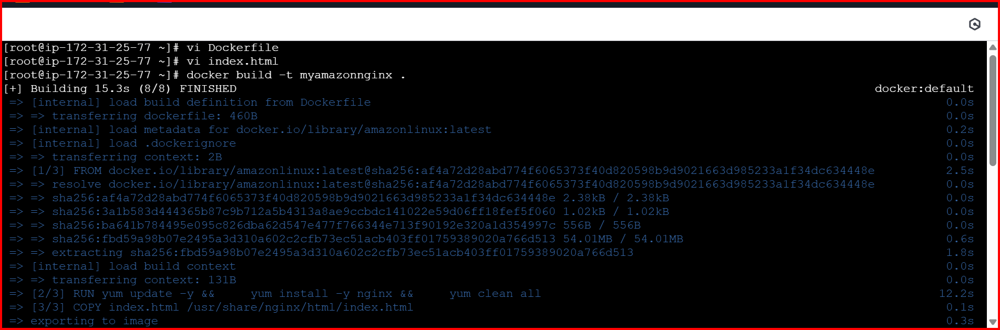 [root@ip-172-31-25-77 ~]# vi Dockerfile
[root@ip-172-31-25-77 ~]# vi index.html
[root@ip-172-31-25-77 ~]# docker build -t myamazonnginx .
[+] Building 15.3s (8/8) FINISHED docker:default
=> [internal] load build definition from Dockerfile 0.0s
=> => transferring dockerfile: 460B 0.0s
=> [internal] load metadata for docker.io/library/amazonlinux:latest 0.2s
=> [internal] load .dockerignore 0.0s
=> => transferring context: 2B 0.0s
=> [1/3] FROM docker.io/library/amazonlinux:latest@sha256:af4a72d28abd774f6065373f40d820598b9d9021663d985233a1f34dc634448e 2.5s
=> => resolve docker.io/library/amazonlinux:latest@sha256:af4a72d28abd774f6065373f40d820598b9d9021663d985233a1f34dc634448e 0.0s
=> => sha256:af4a72d28abd774f6065373f40d820598b9d9021663d985233a1f34dc634448e 2.38kB / 2.38kB 0.0s
=> => sha256:3a1b583d444365b87c9b712a5b4313a8ae9ccbdc141022e59d06ff18fef5f060 1.02kB / 1.02kB 0.0s
=> => sha256:ba641b784495e095c826dba62d547e477f766344e713f90192e320a1d354997c 556B / 556B 0.0s
=> => sha256:fbd59a98b07e2495a3d310a602c2cfb73ec51acb403ff01759389020a766d513 54.01MB / 54.01MB 0.6s
=> => extracting sha256:fbd59a98b07e2495a3d310a602c2cfb73ec51acb403ff01759389020a766d513 1.8s
=> [internal] load build context 0.0s
=> => transferring context: 131B 0.0s
=> [2/3] RUN yum update -y &&     yum install -y nginx &&     yum clean all 12.2s
=> [3/3] COPY index.html /usr/share/nginx/html/index.html 0.1s
=> exporting to image 0.3s